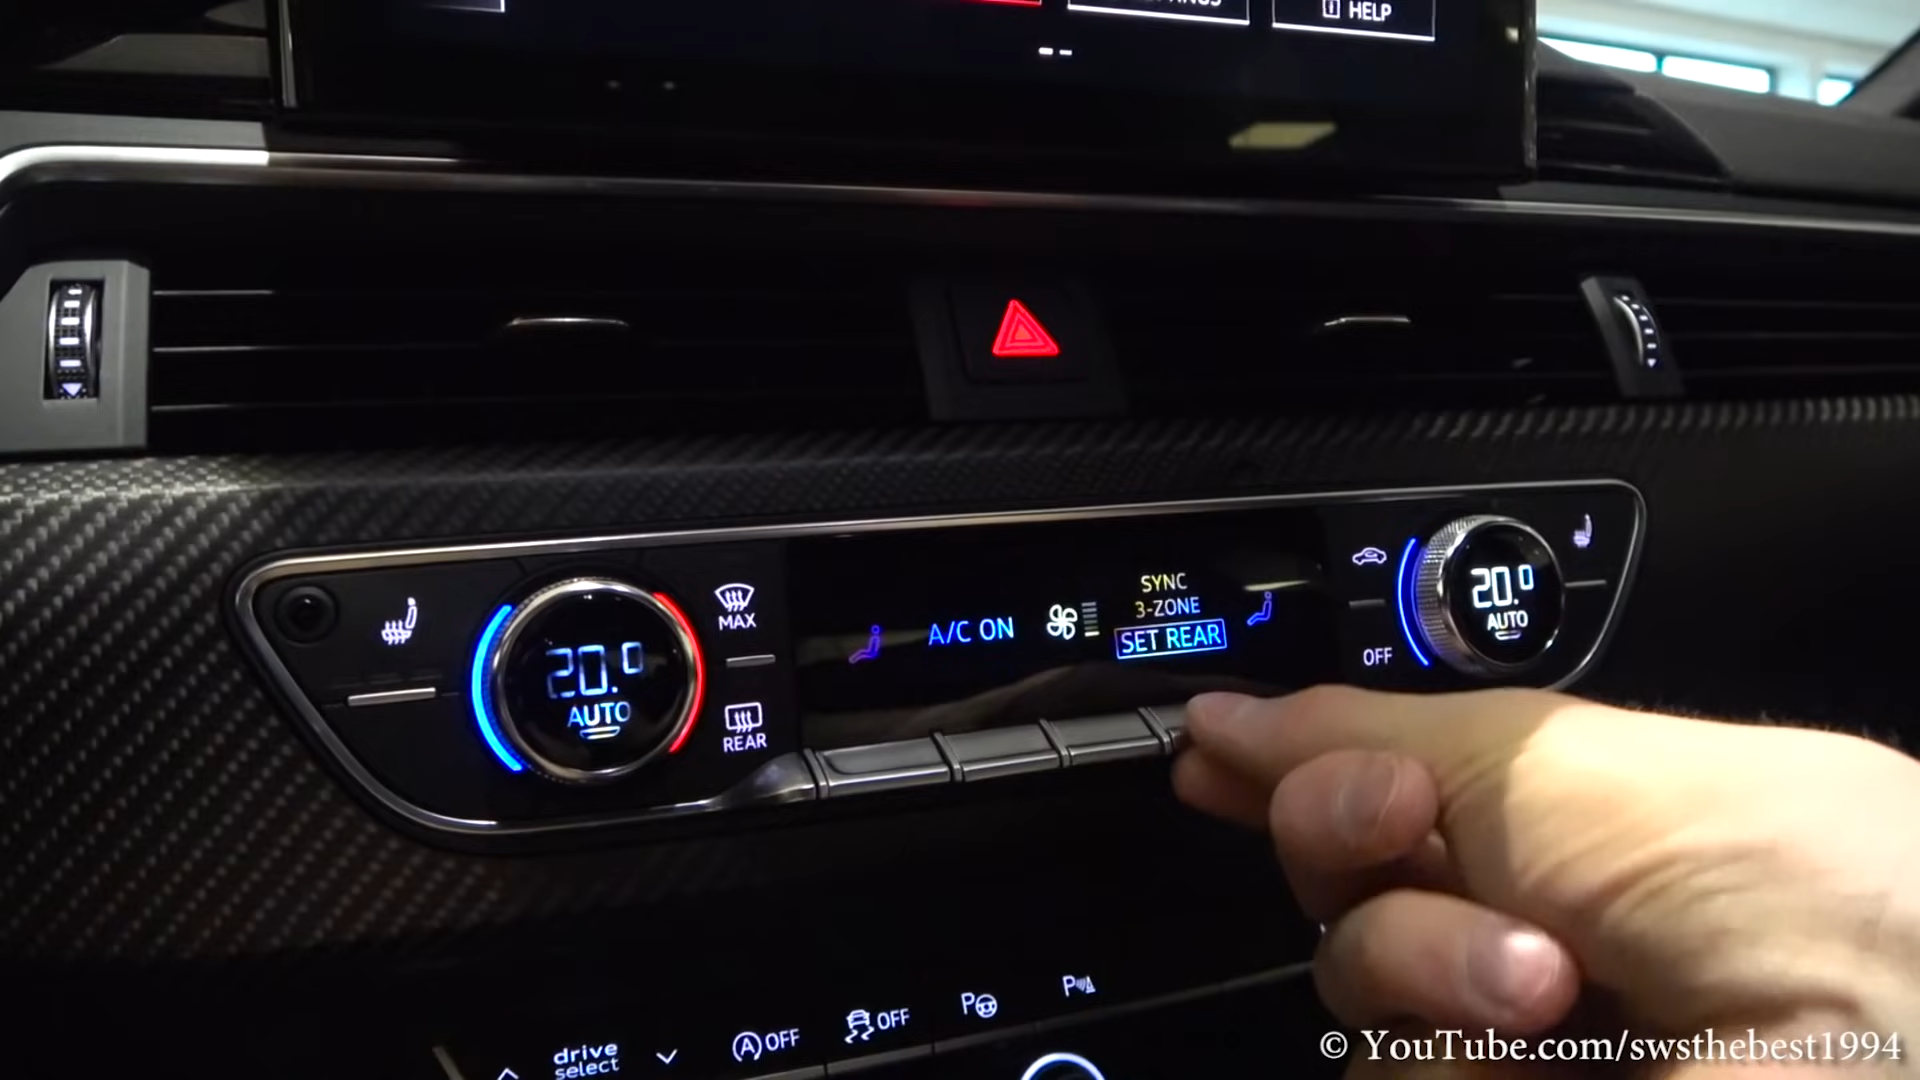 HELP
SYNC
3-ZONE
SET REAR
A/C ON
MAX
REAR
20.0
AUTO
20.0
AUTO
OFF
drive
select
A OFF
OFF
P
P
© YouTube.com/swsthebest1994